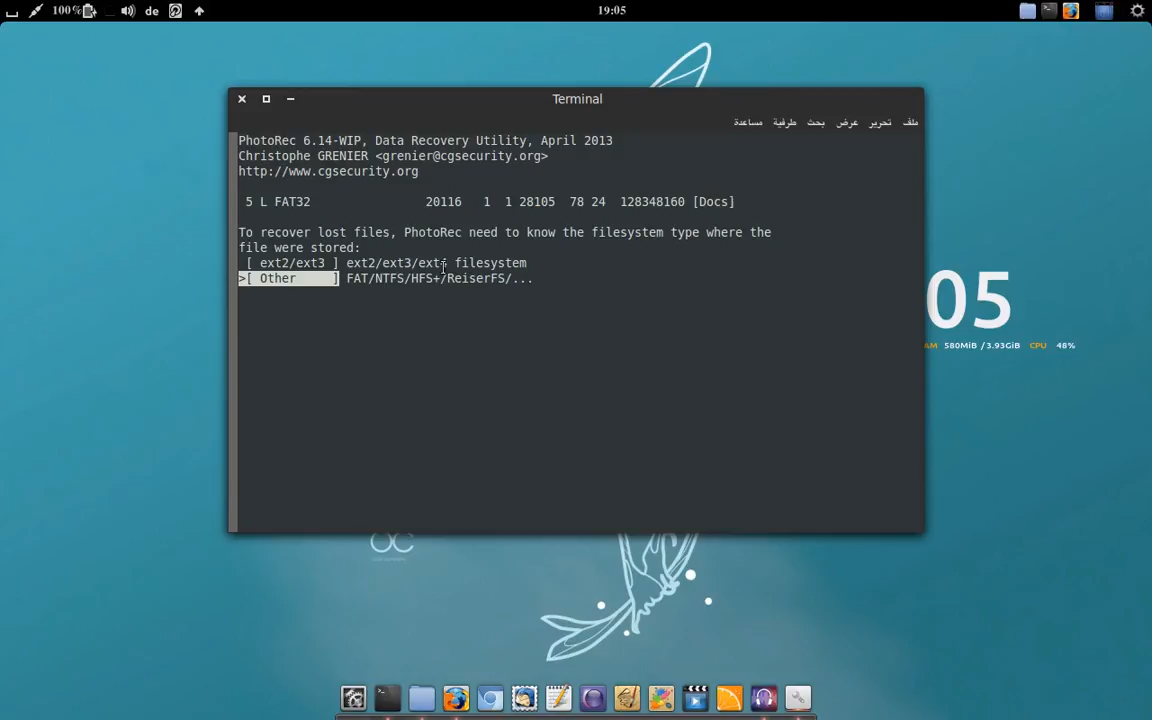 100%
de
19:05
Terminal
ملف تحرير عرض بحث طرفية مساعدة
PhotoRec 6.14-WIP, Data Recovery Utility, April 2013
Christophe GRENIER <grenier@cgsecurity.org>
http://www.cgsecurity.org
5 L FAT32 20116 1 1 28105 78 24 128348160 [Docs]
To recover lost files, PhotoRec need to know the filesystem type where the
file were stored:
[ ext2/ext3 ] ext2/ext3/ext4 filesystem
>[ Other ] FAT/NTFS/HFS+/ReiserFS/...
05
AM 580MiB / 3.93GiB CPU 48%
OC